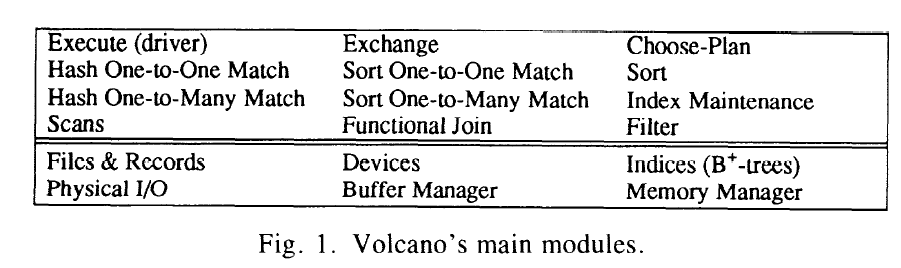 Execute (driver) Exchange Choose-Plan
Hash One-to-One Match Sort One-to-One Match Sort
Hash One-to-Many Match Sort One-to-Many Match Index Maintenance
Scans Functional Join Filter
Files & Records Devices Indices (B⁺-trees)
Physical I/O Buffer Manager Memory Manager
Fig. 1. Volcano's main modules.